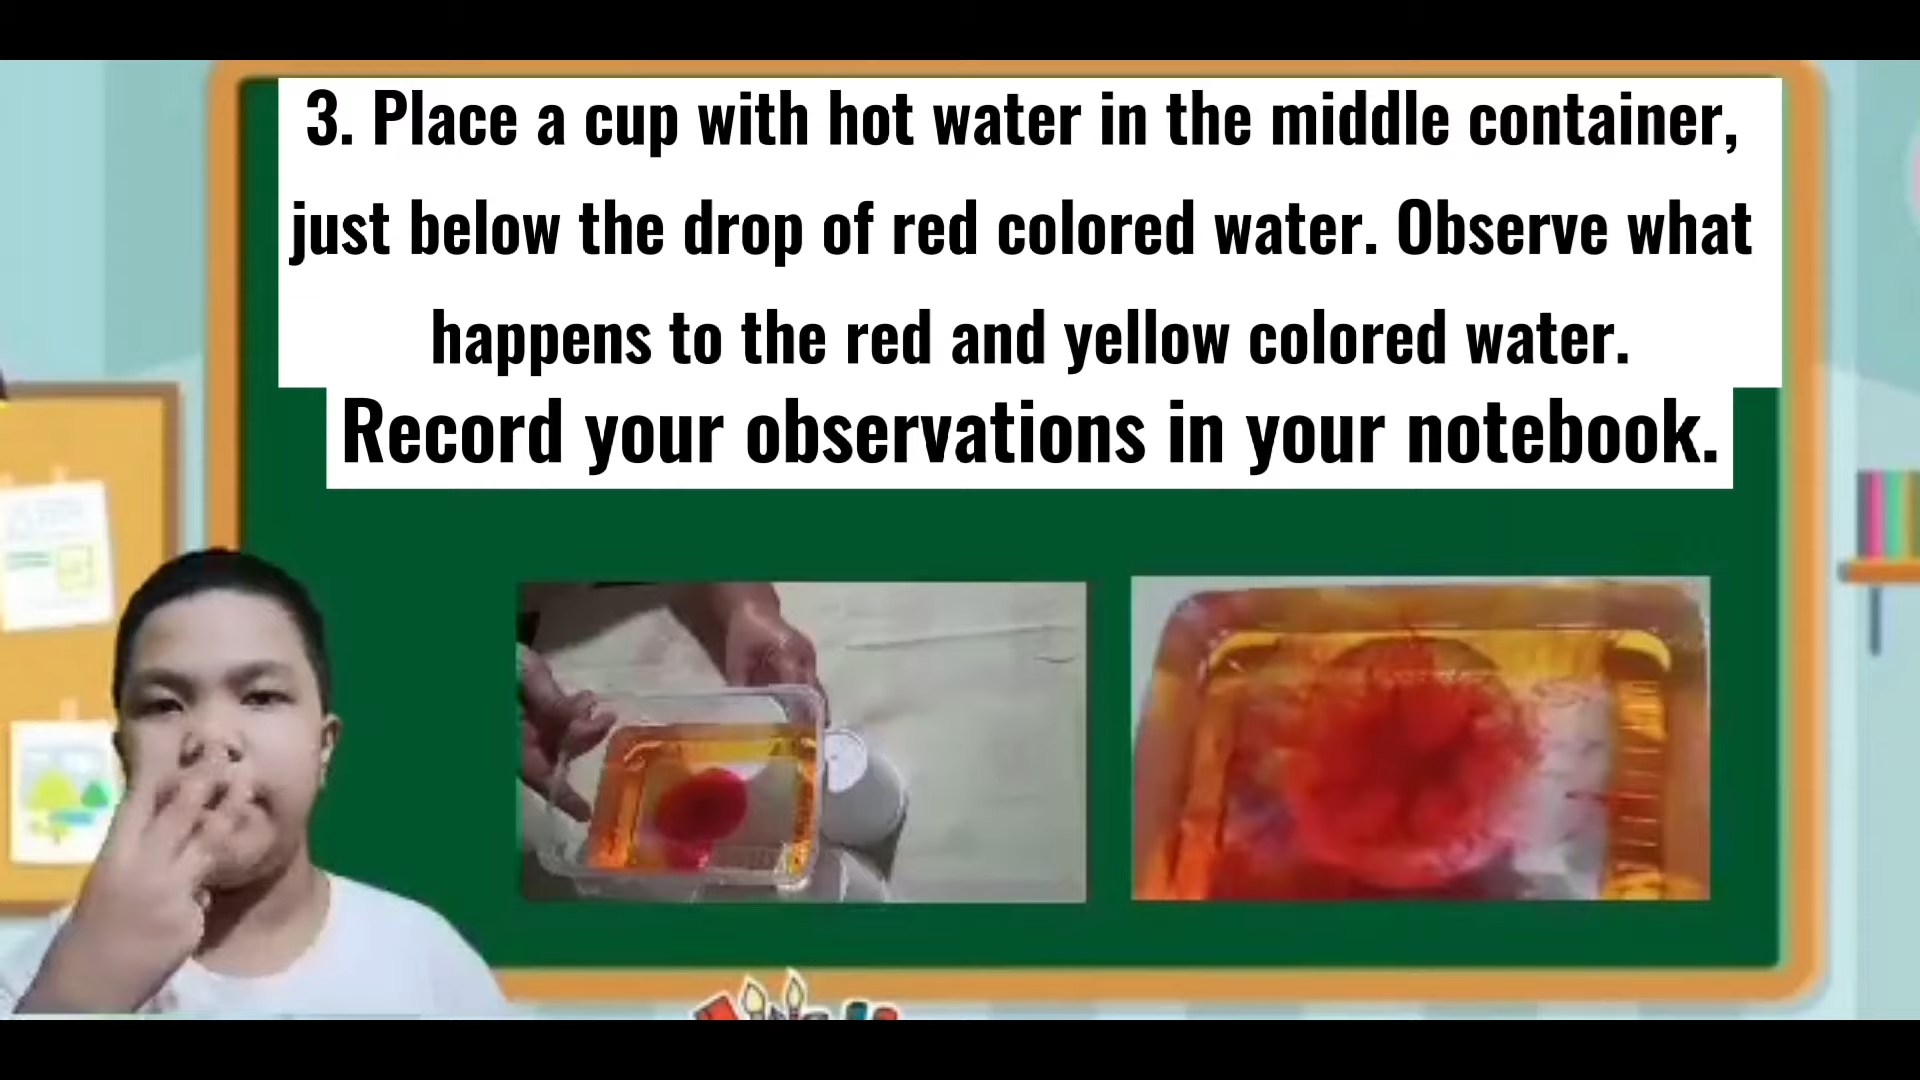 3. Place a cup with hot water in the middle container,
just below the drop of red colored water. Observe what
happens to the red and yellow colored water.
Record your observations in your notebook.